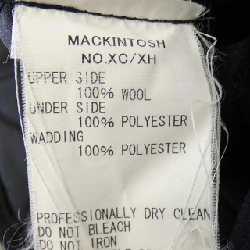 MACKINTOSH
NO.XC/XH
UPPER SIDE
100% WOOL
UNDER SIDE
100% POLYESTER
WADDING
100% POLYESTER
PROFESSIONALLY DRY CLEAN
DO NOT BLEACH
DO NOT IRON